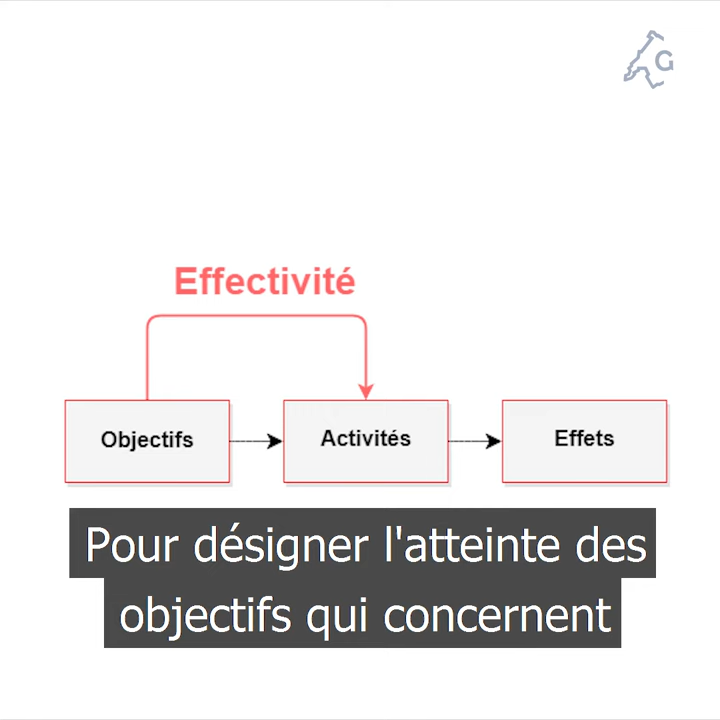 G
Effectivité
Objectifs
Activités
Effets
Pour désigner l'atteinte des
objectifs qui concernent